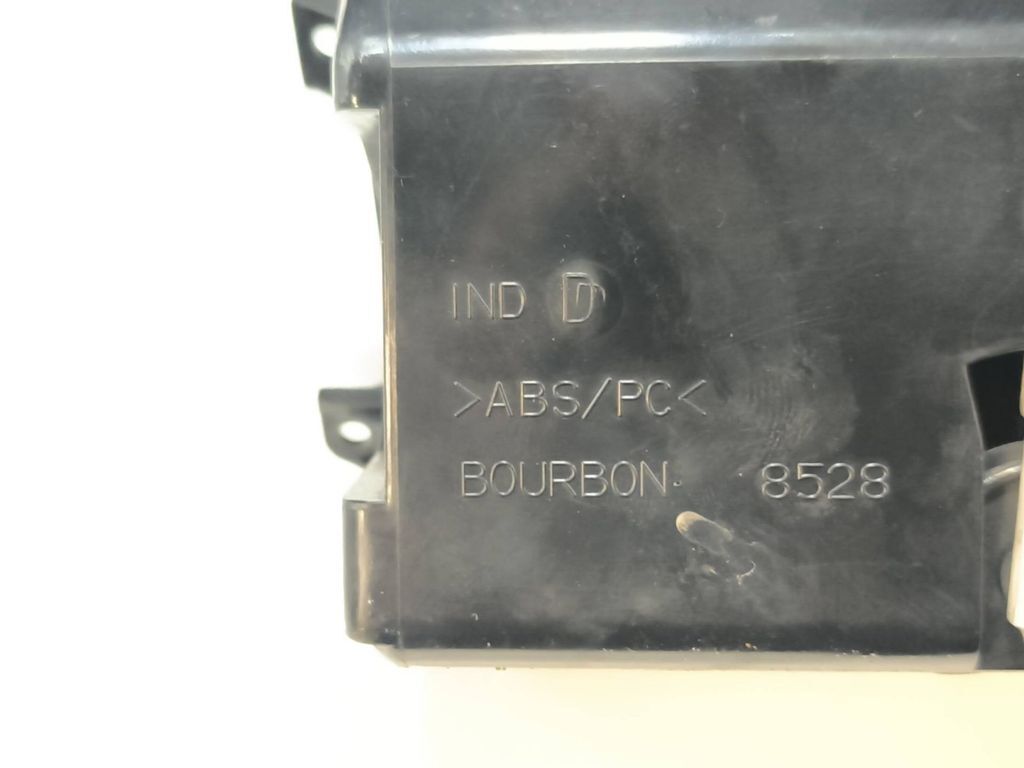 IND D
>ABS/PC<
BOURBON 8528